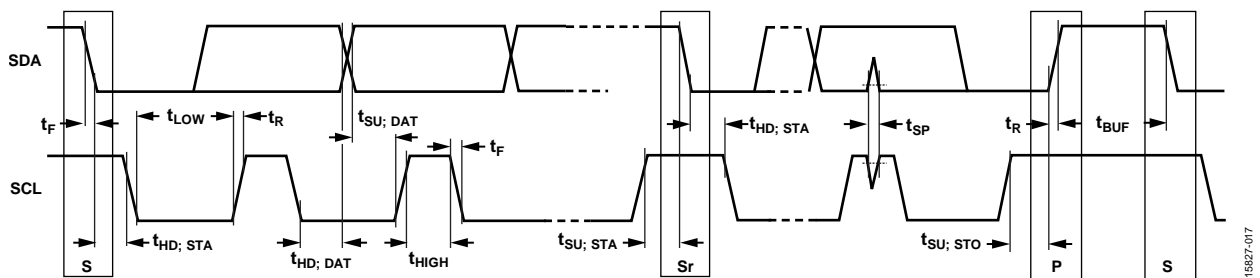 SDA
tF
tLOW
tR
tSU; DAT
tHD; STA
tSP
tR
tBUF
tF
SCL
tHD; STA
tHD; DAT
tHIGH
tSU; STA
tSU; STO
S
Sr
P
S
15827-017